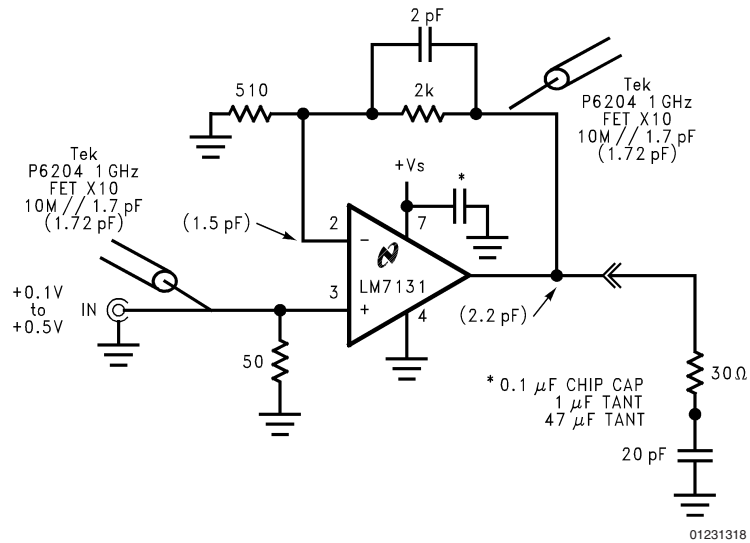 2 pF
510
2k
Tek
P6204 1 GHz
FET X10
10M // 1.7 pF
(1.72 pF)
Tek
P6204 1 GHz
FET X10
10M // 1.7 pF
(1.72 pF)
+Vs
*
(1.5 pF)
2
7
−
LM7131
3
+
4
+0.1V
to
+0.5V
IN
(2.2 pF)
50
30Ω
* 0.1 μF CHIP CAP
1 μF TANT
47 μF TANT
20 pF
01231318